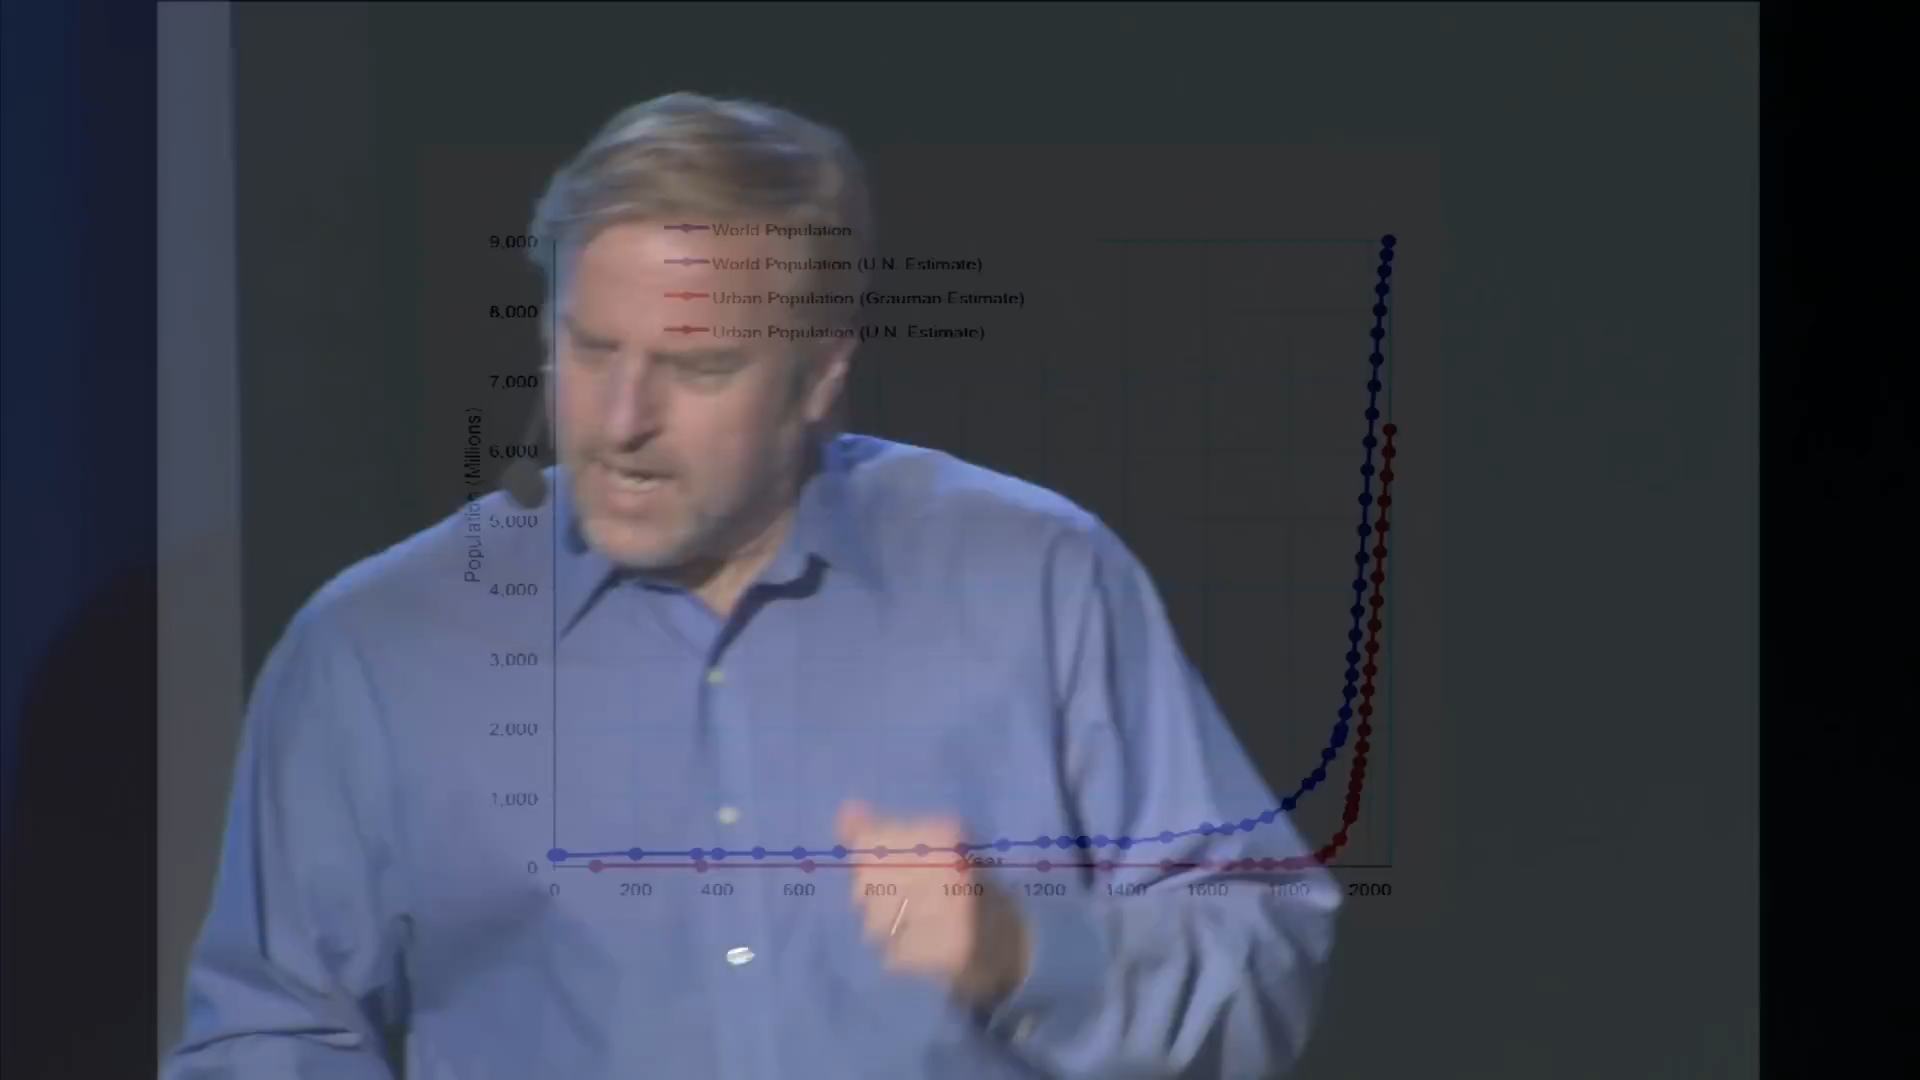 World Population
World Population (U.N. Estimate)
Urban Population (Grauman Estimate)
Urban Population (U.N. Estimate)
Population (Millions)
9,000
8,000
7,000
6,000
5,000
4,000
3,000
2,000
1,000
0
0 200 400 600 800 1000 1200 1400 1600 1800 2000
Year